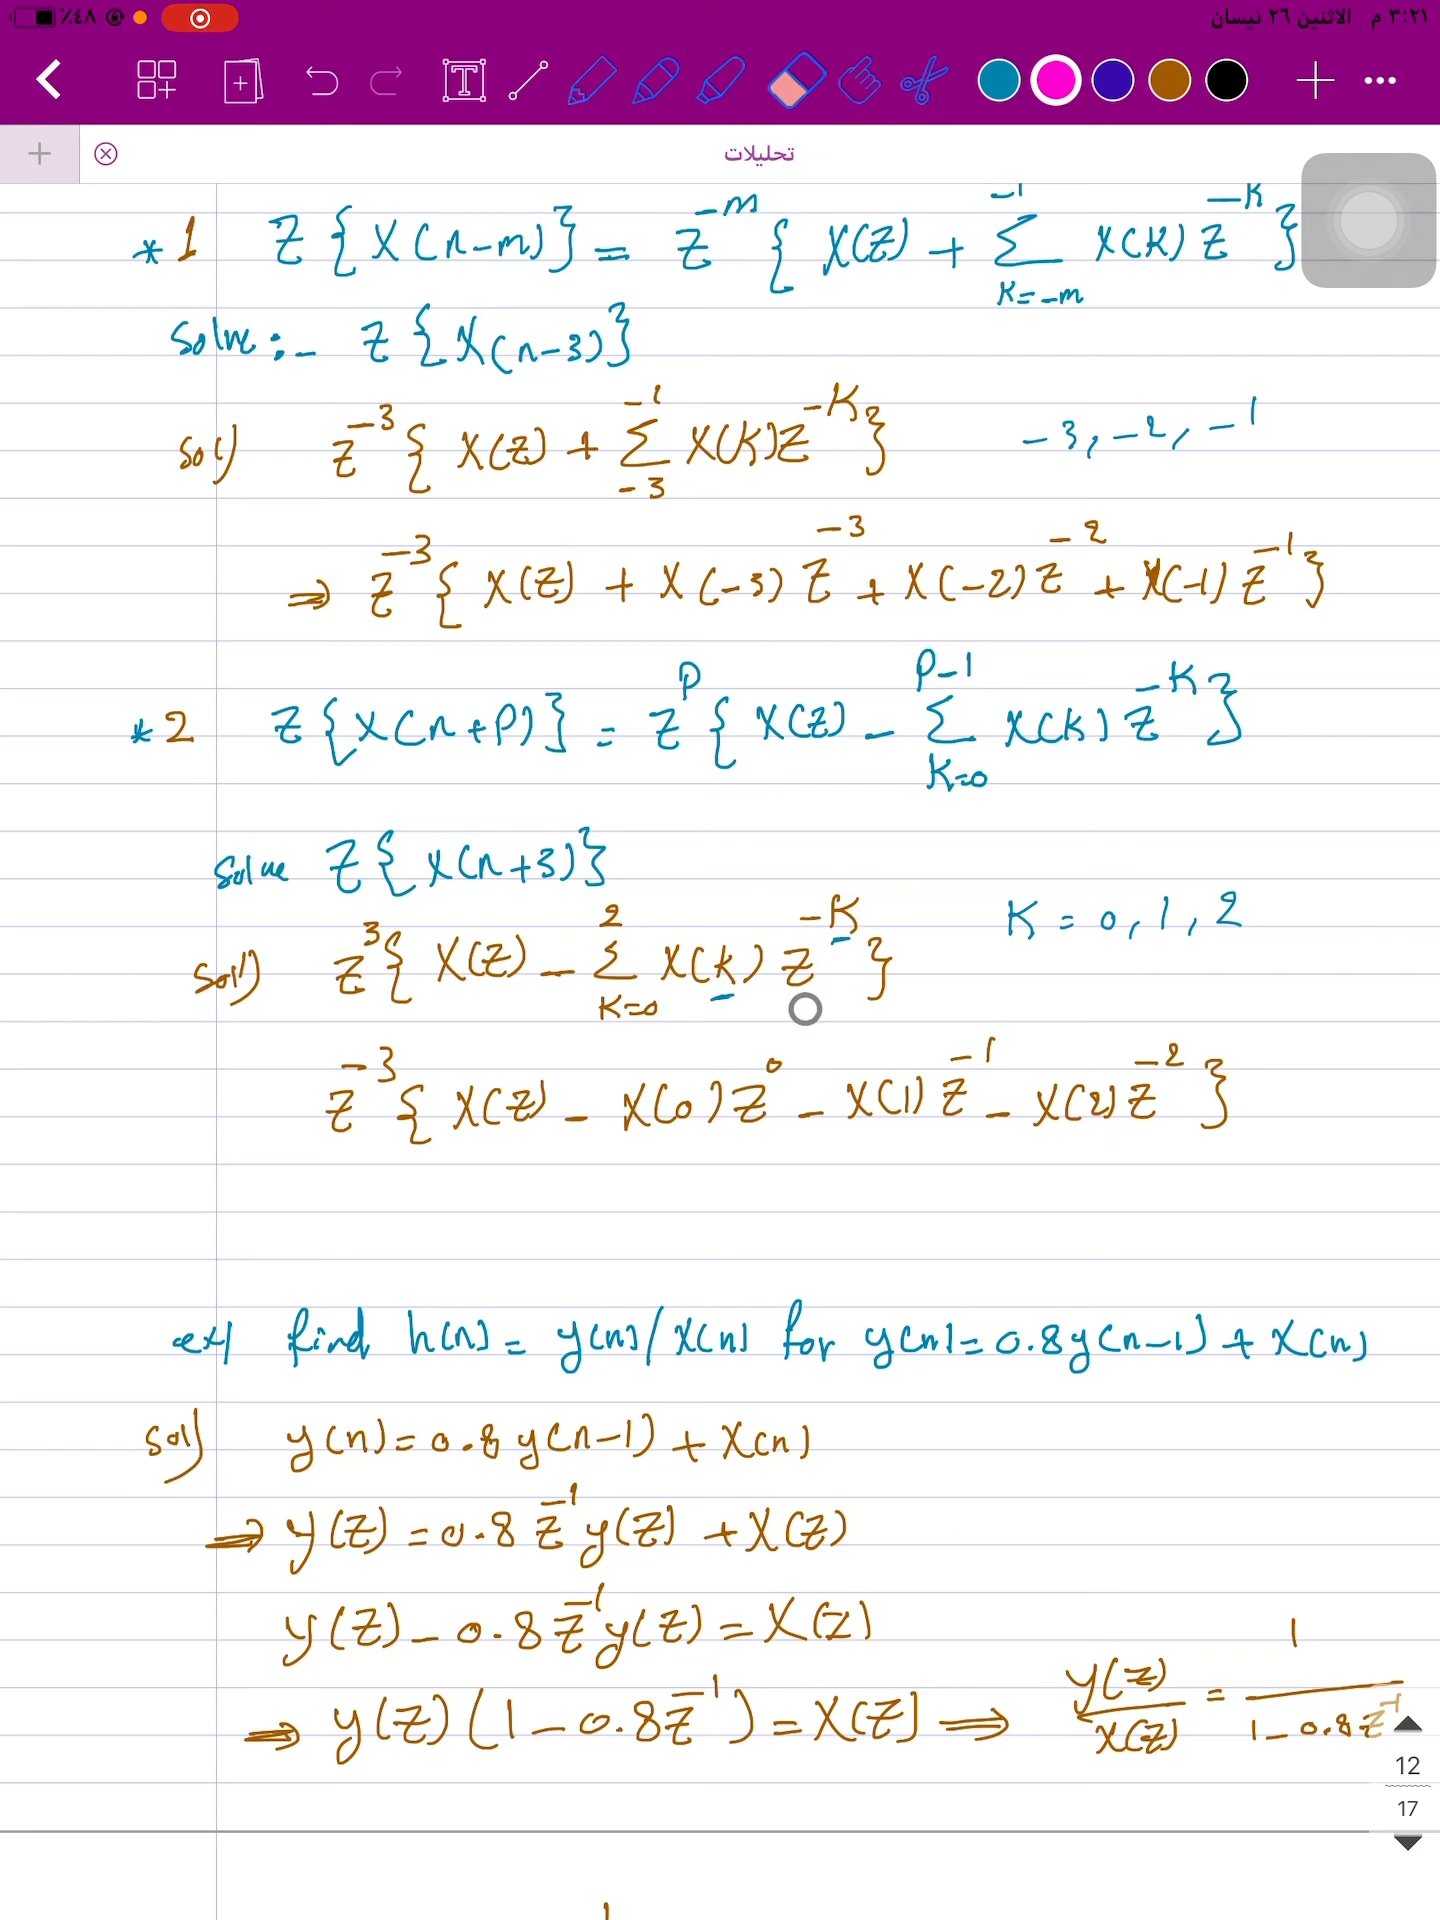 ٪٤٨ ٣:٢١ م الاثنين ٢٦ نيسان
تحليلات
*1 Z{X(n-m)} = z^-m { X(Z) + Σ_{K=-m}^{-1} X(K) z^-K }
Solve :- Z{X(n-3)}
Sol) z^-3 { X(Z) + Σ_{-3}^{-1} X(K) z^-K } -3, -2, -1
⇒ z^-3 { X(Z) + X(-3) z^-3 + X(-2) z^-2 + X(-1) z^-1 }
*2 Z{X(n+P)} = z^P { X(Z) - Σ_{K=0}^{P-1} X(K) z^-K }
Solve Z{X(n+3)}
Sol) z^3 { X(Z) - Σ_{K=0}^{2} X(k) z^-K } K = 0, 1, 2
z^-3 { X(Z) - X(0) z^0 - X(1) z^-1 - X(2) z^-2 }
ex) find h(n) = y(n) / X(n) for y(n) = 0.8 y(n-1) + X(n)
Sol) y(n) = 0.8 y(n-1) + X(n)
⇒ y(Z) = 0.8 z^-1 y(Z) + X(Z)
y(Z) - 0.8 z^-1 y(Z) = X(Z)
⇒ y(Z) (1 - 0.8 z^-1) = X(Z) ⇒ y(Z)/X(Z) = 1/(1 - 0.8 z^-1)
12
17